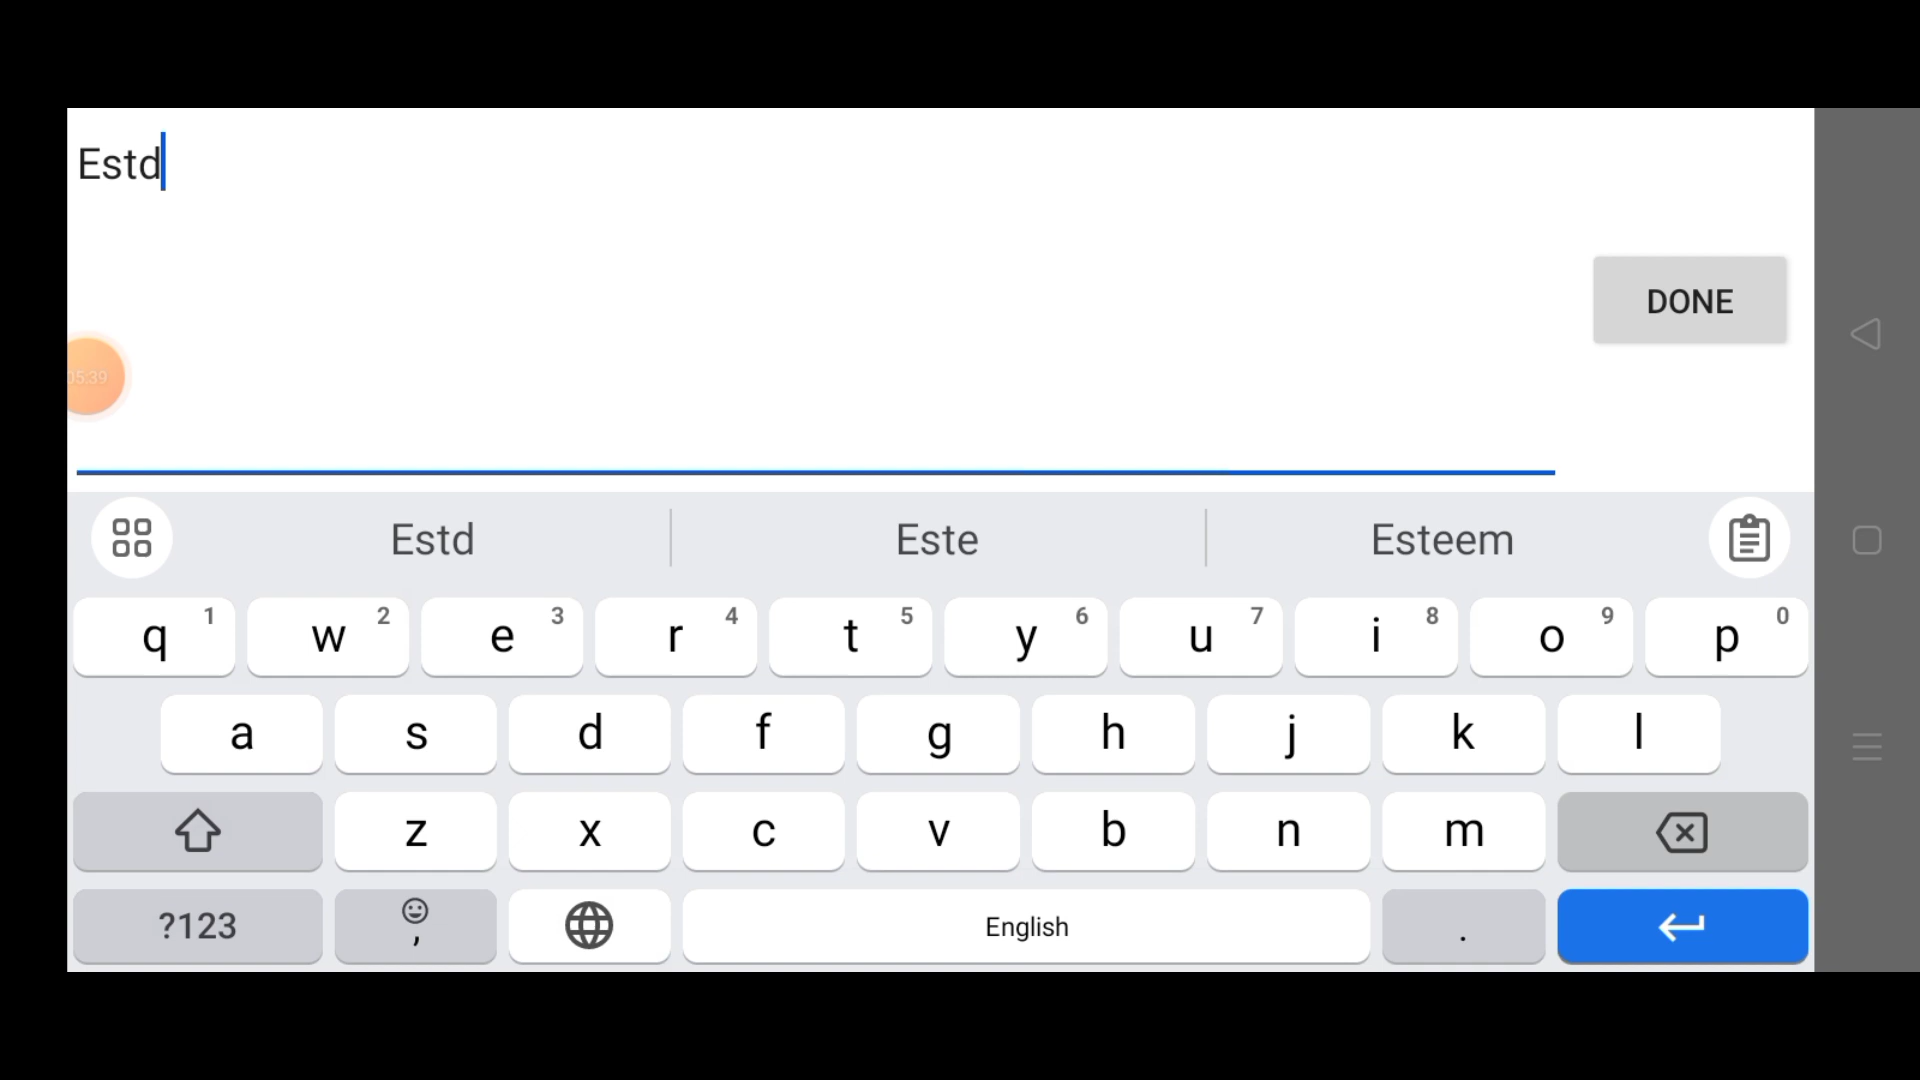 Estd
DONE
05:39
Estd Este Esteem
q 1 w 2 e 3 r 4 t 5 y 6 u 7 i 8 o 9 p 0
a s d f g h j k l
z x c v b n m
?123 , English .